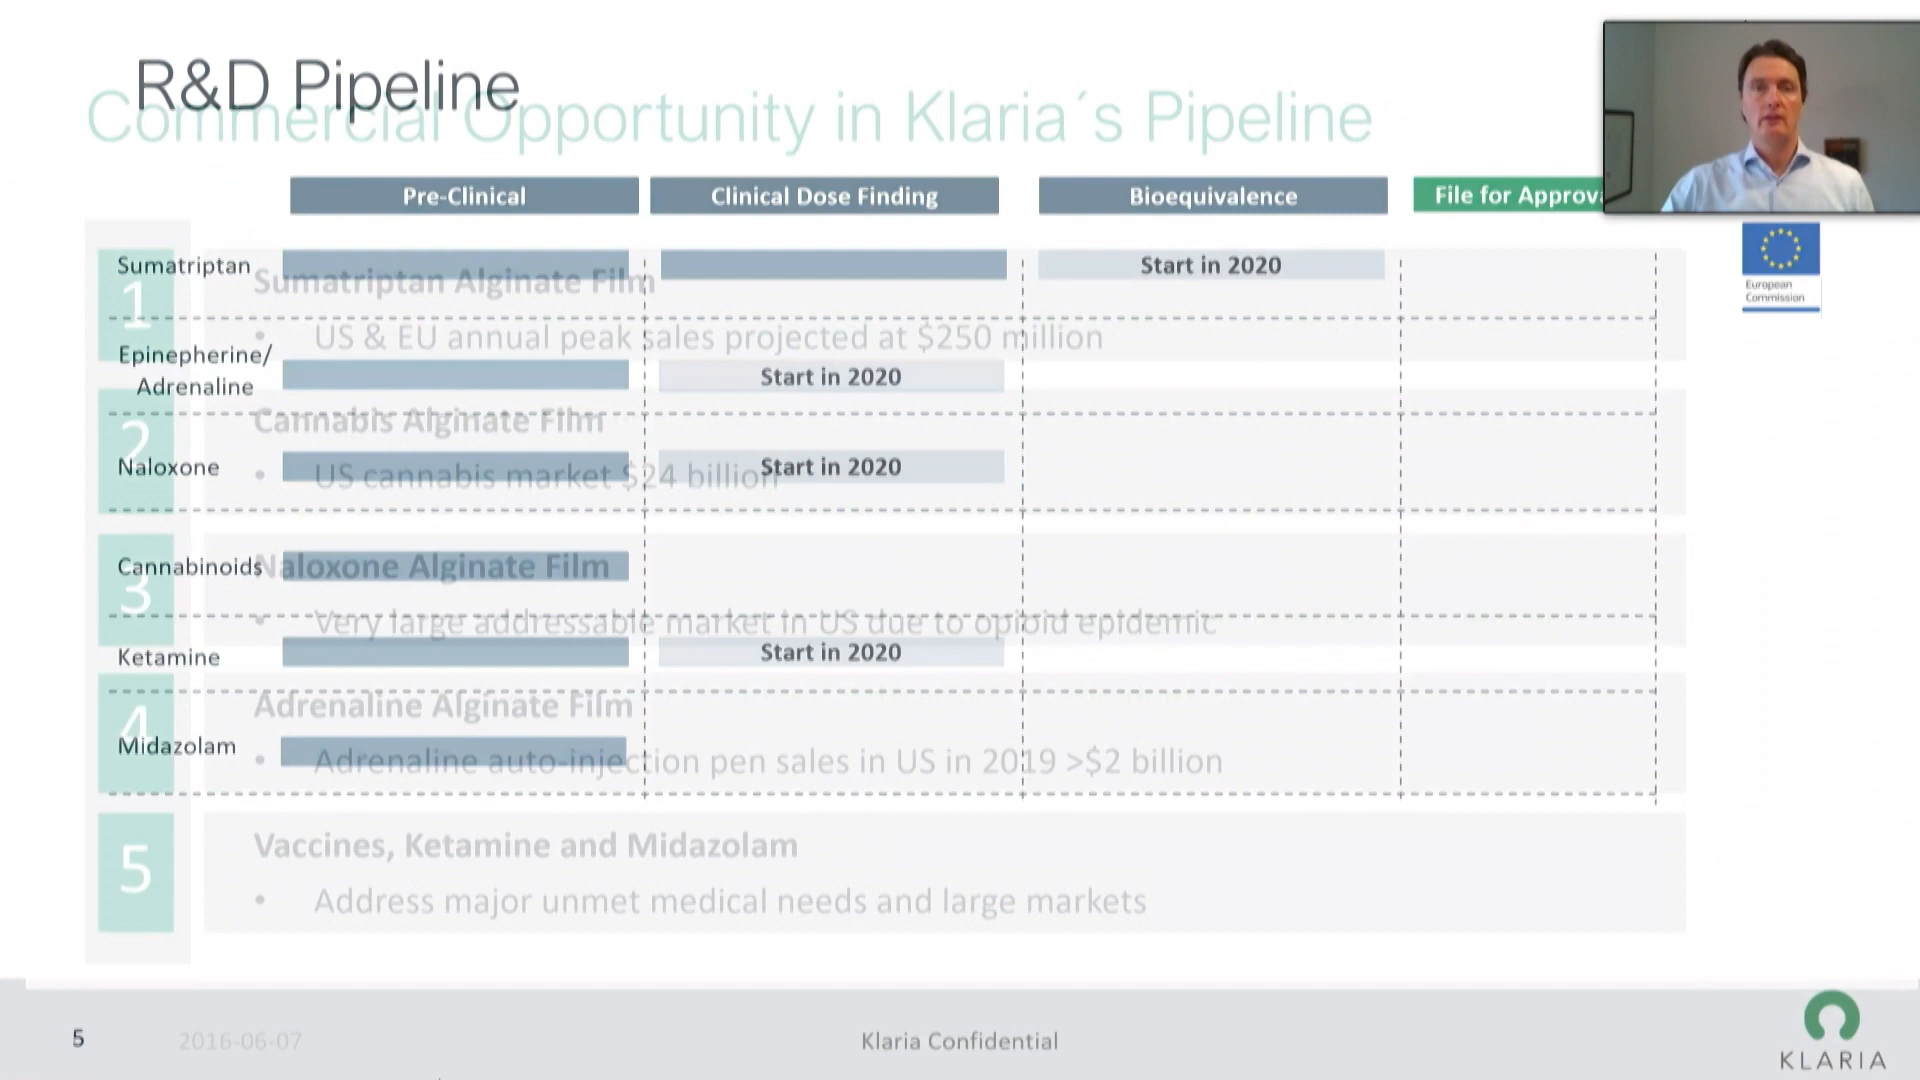 R&D Pipeline
Commercial Opportunity in Klaria´s Pipeline
Pre-Clinical
Clinical Dose Finding
Bioequivalence
File for Approva
Sumatriptan
Start in 2020
European
Commission
1
Sumatriptan Alginate Film
• US & EU annual peak sales projected at $250 million
Epinepherine/
Adrenaline
Start in 2020
2
Cannabis Alginate Film
Naloxone
Start in 2020
• US cannabis market $24 billion
Cannabinoids
3
Naloxone Alginate Film
• Very large addressable market in US due to opioid epidemic
Ketamine
Start in 2020
4
Adrenaline Alginate Film
Midazolam
• Adrenaline auto-injection pen sales in US in 2019 >$2 billion
5
Vaccines, Ketamine and Midazolam
• Address major unmet medical needs and large markets
5
2016-06-07
Klaria Confidential
KLARIA